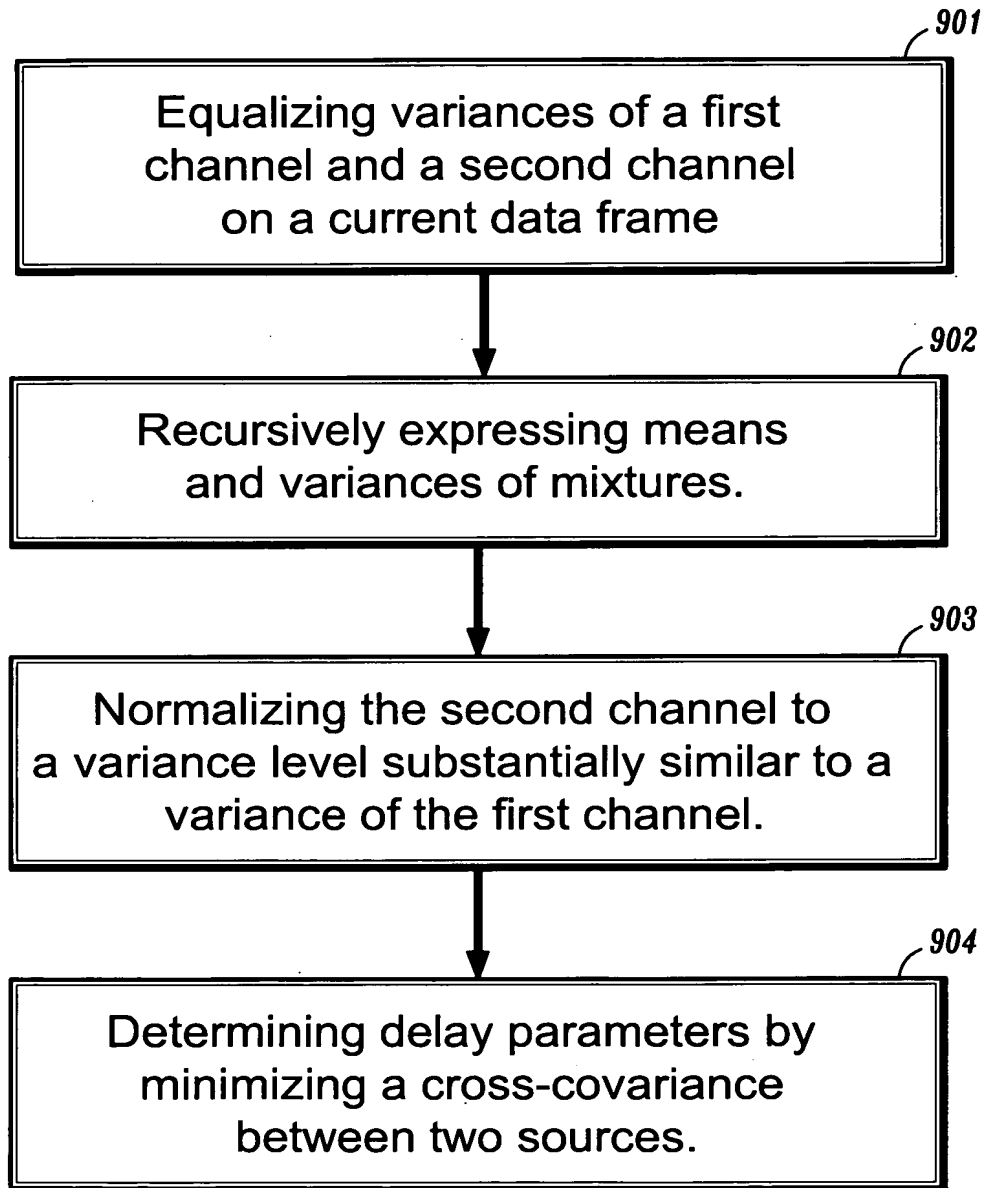 901
Equalizing variances of a first
channel and a second channel
on a current data frame
902
Recursively expressing means
and variances of mixtures.
903
Normalizing the second channel to
a variance level substantially similar to a
variance of the first channel.
904
Determining delay parameters by
minimizing a cross-covariance
between two sources.